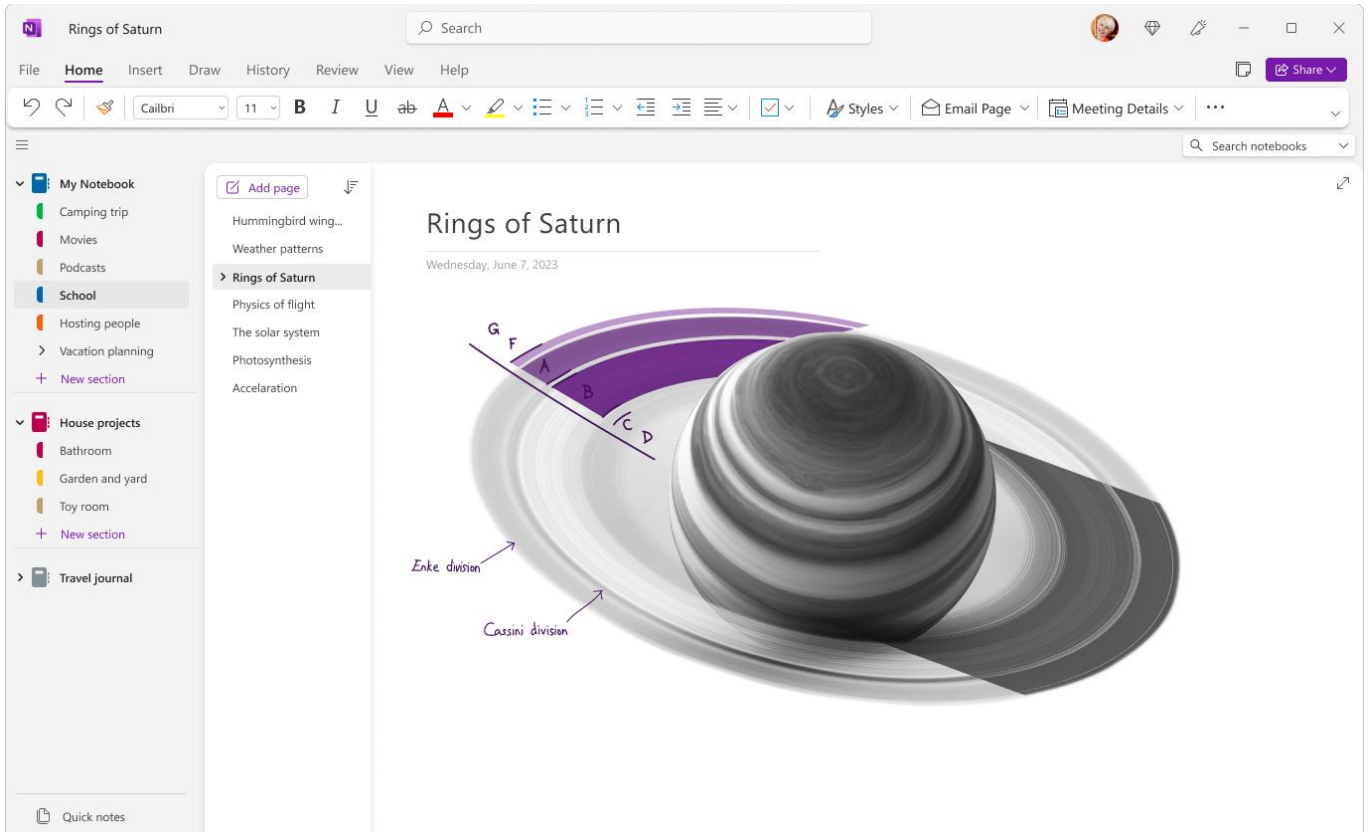 N
Rings of Saturn
Search
File Home Insert Draw History Review View Help
Share
Cailbri 11 B I U ab A Styles Email Page Meeting Details ...
Search notebooks
My Notebook
Camping trip
Movies
Podcasts
School
Hosting people
Vacation planning
+ New section
House projects
Bathroom
Garden and yard
Toy room
+ New section
Travel journal
Quick notes
Add page
Hummingbird wing...
Weather patterns
Rings of Saturn
Physics of flight
The solar system
Photosynthesis
Accelaration
Rings of Saturn
Wednesday, June 7, 2023
G
F
A
B
C
D
Enke division
Cassini division